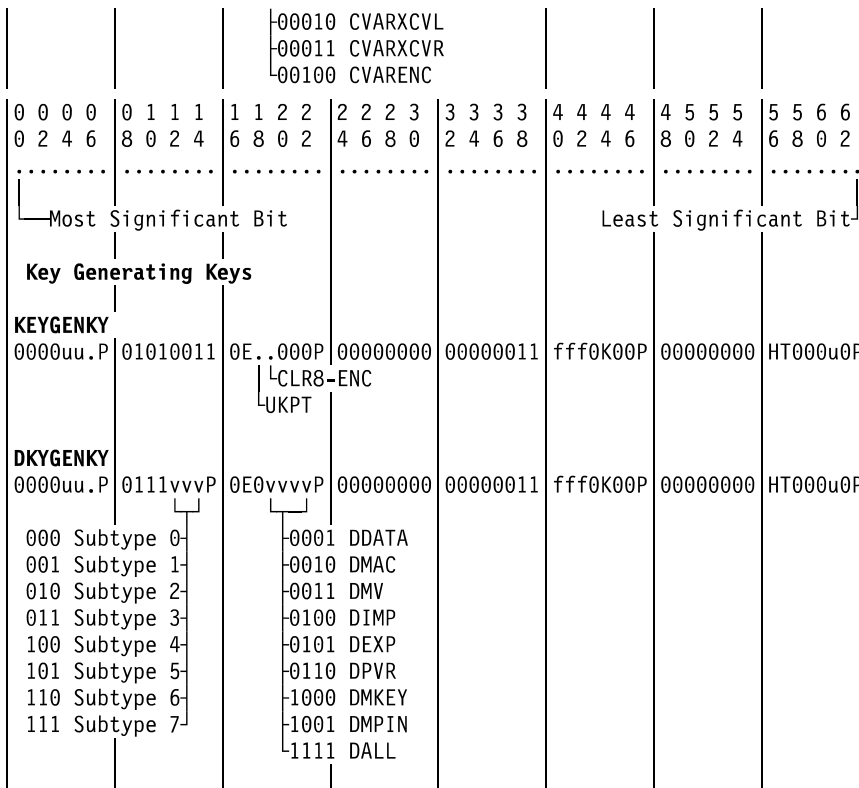 00010 CVARXCVL
00011 CVARXCVR
00100 CVARENC
0 0 0 0 0 1 1 1 1 1 2 2 2 2 2 3 3 3 3 3 4 4 4 4 4 5 5 5 5 5 6 6
0 2 4 6 8 0 2 4 6 8 0 2 4 6 8 0 2 4 6 8 0 2 4 6 8 0 2 4 6 8 0 2
........ ........ ........ ........ ........ ........ ........ ........
Most Significant Bit Least Significant Bit
Key Generating Keys
KEYGENKY
0000uu.P 01010011 0E..000P 00000000 00000011 fff0K00P 00000000 HT000u0P
CLR8-ENC
UKPT
DKYGENKY
0000uu.P 0111vvvP 0E0vvvvP 00000000 00000011 fff0K00P 00000000 HT000u0P
000 Subtype 0 0001 DDATA
001 Subtype 1 0010 DMAC
010 Subtype 2 0011 DMV
011 Subtype 3 0100 DIMP
100 Subtype 4 0101 DEXP
101 Subtype 5 0110 DPVR
110 Subtype 6 1000 DMKEY
111 Subtype 7 1001 DMPIN
1111 DALL